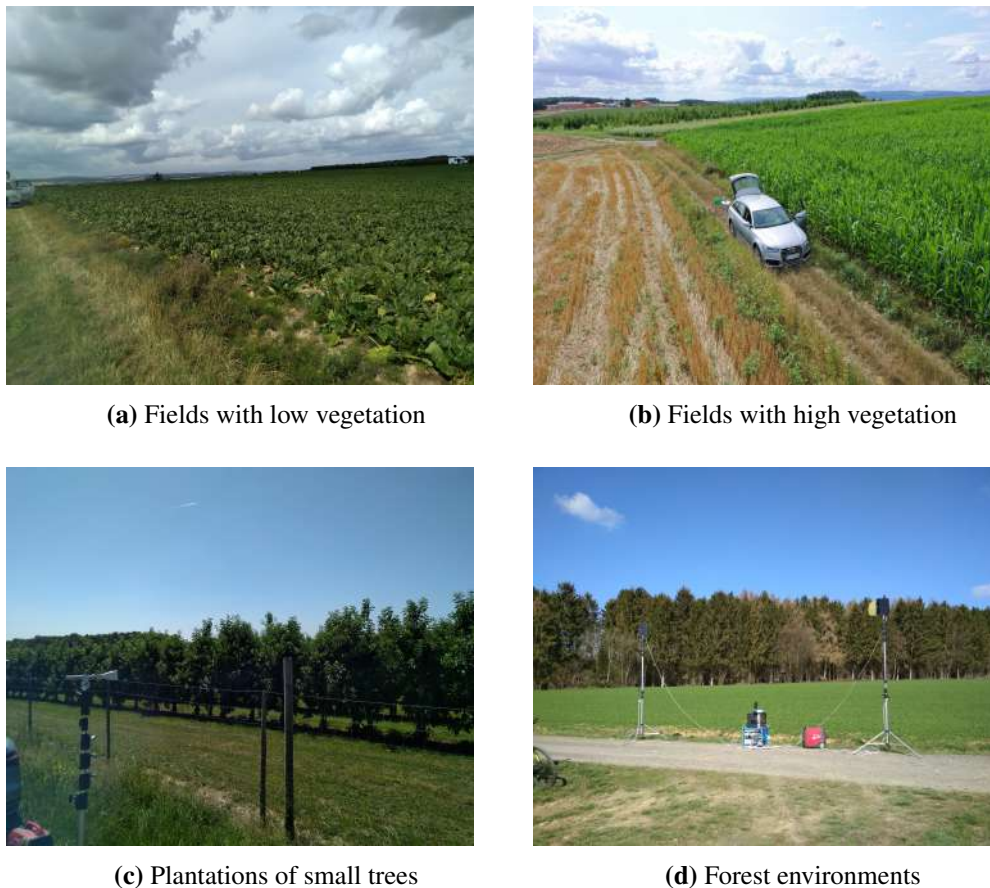 (a) Fields with low vegetation
(b) Fields with high vegetation
(c) Plantations of small trees
(d) Forest environments